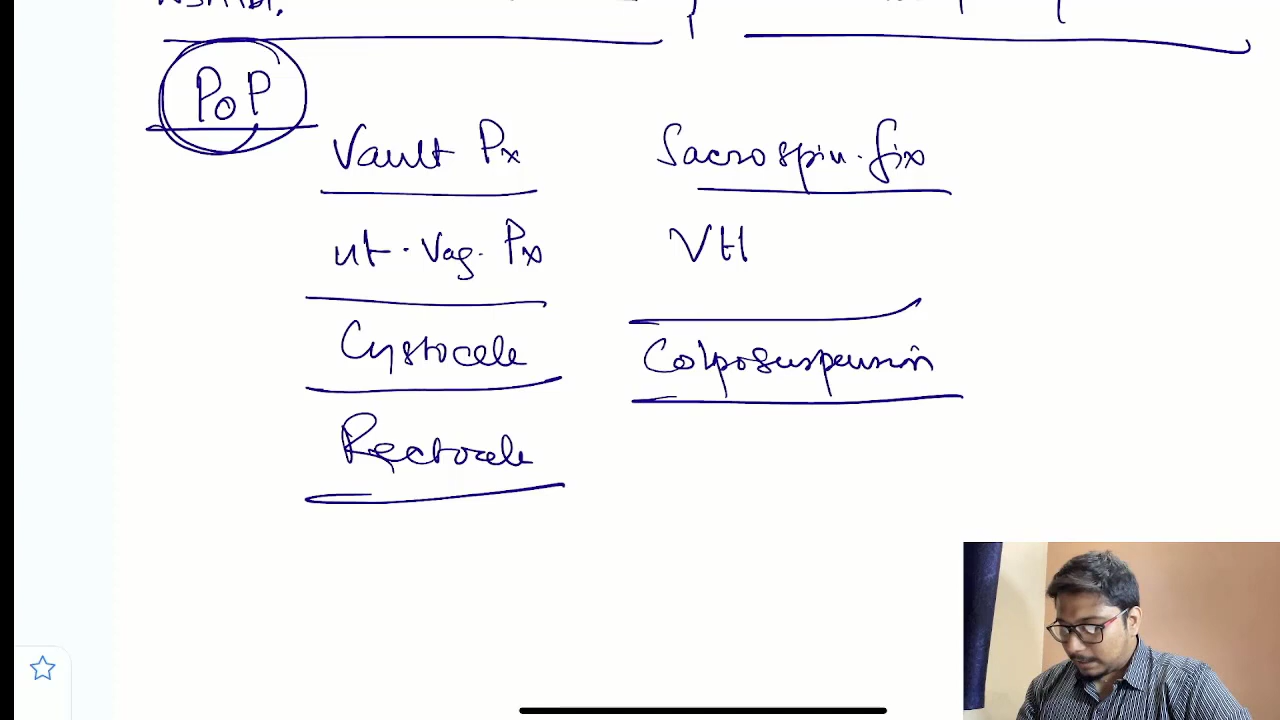 PoP
Vault Px Sacrospin. fix
ut. Vag. Px VH
Cystocele Colposuspension
Rectocele